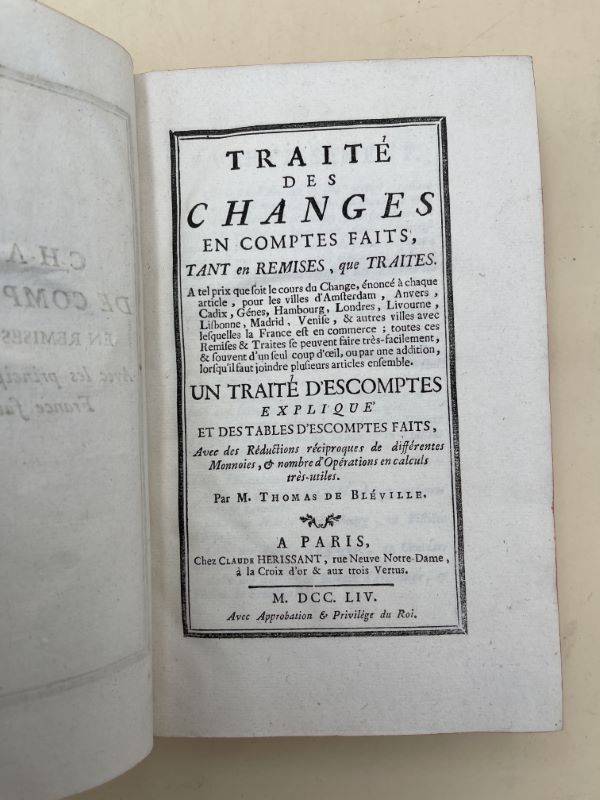 TRAITÉ
DES
CHANGES
EN COMPTES FAITS,
TANT en REMISES, que TRAITES.
A tel prix que soit le cours du Change, énoncé à chaque
article, pour les villes d'Amsterdam, Anvers,
Cadix, Génes, Hambourg, Londres, Livourne,
Lisbonne, Madrid, Venise, & autres villes avec
lesquelles la France est en commerce; toutes ces
Remises & Traites se peuvent faire très-facilement,
& souvent d'un seul coup d'œil, ou par une addition,
lorsqu'il faut joindre plusieurs articles ensemble.
UN TRAITÉ D'ESCOMPTES
EXPLIQUÉ
ET DES TABLES D'ESCOMPTES FAITS,
Avec des Réductions réciproques de différentes
Monnoies, & nombre d'Opérations en calculs
très-utiles.
Par M. THOMAS DE BLÉVILLE.
A PARIS,
Chez CLAUDE HERISSANT, rue Neuve Notre-Dame,
à la Croix d'or & aux trois Vertus.
M. DCC. LIV.
Avec Approbation & Privilège du Roi.